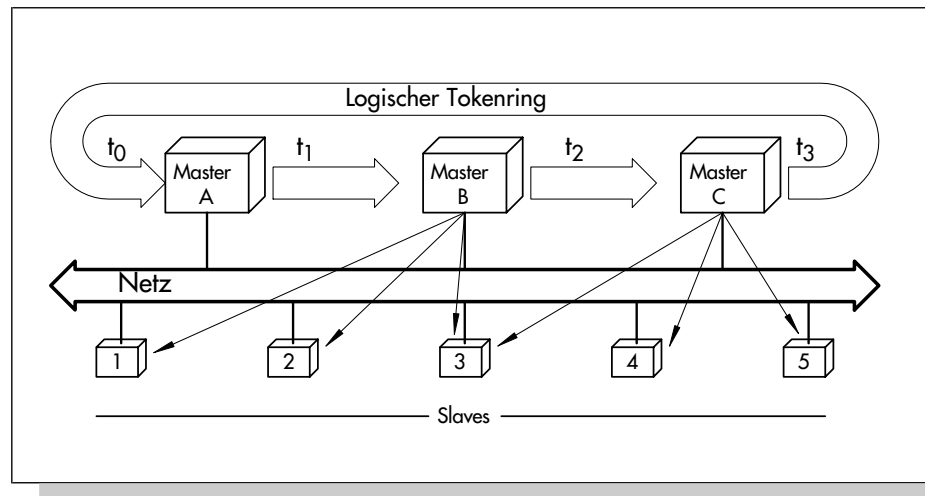 Logischer Tokenring
t0 t1 t2 t3
Master A
Master B
Master C
Netz
1 2 3 4 5
Slaves